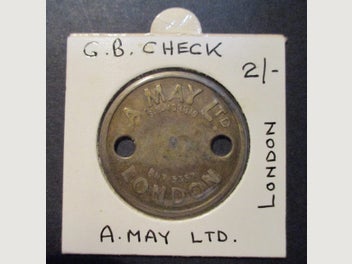 G.B. CHECK
2/-
A. MAY LTD
LONDON
LONDON
A. MAY LTD.